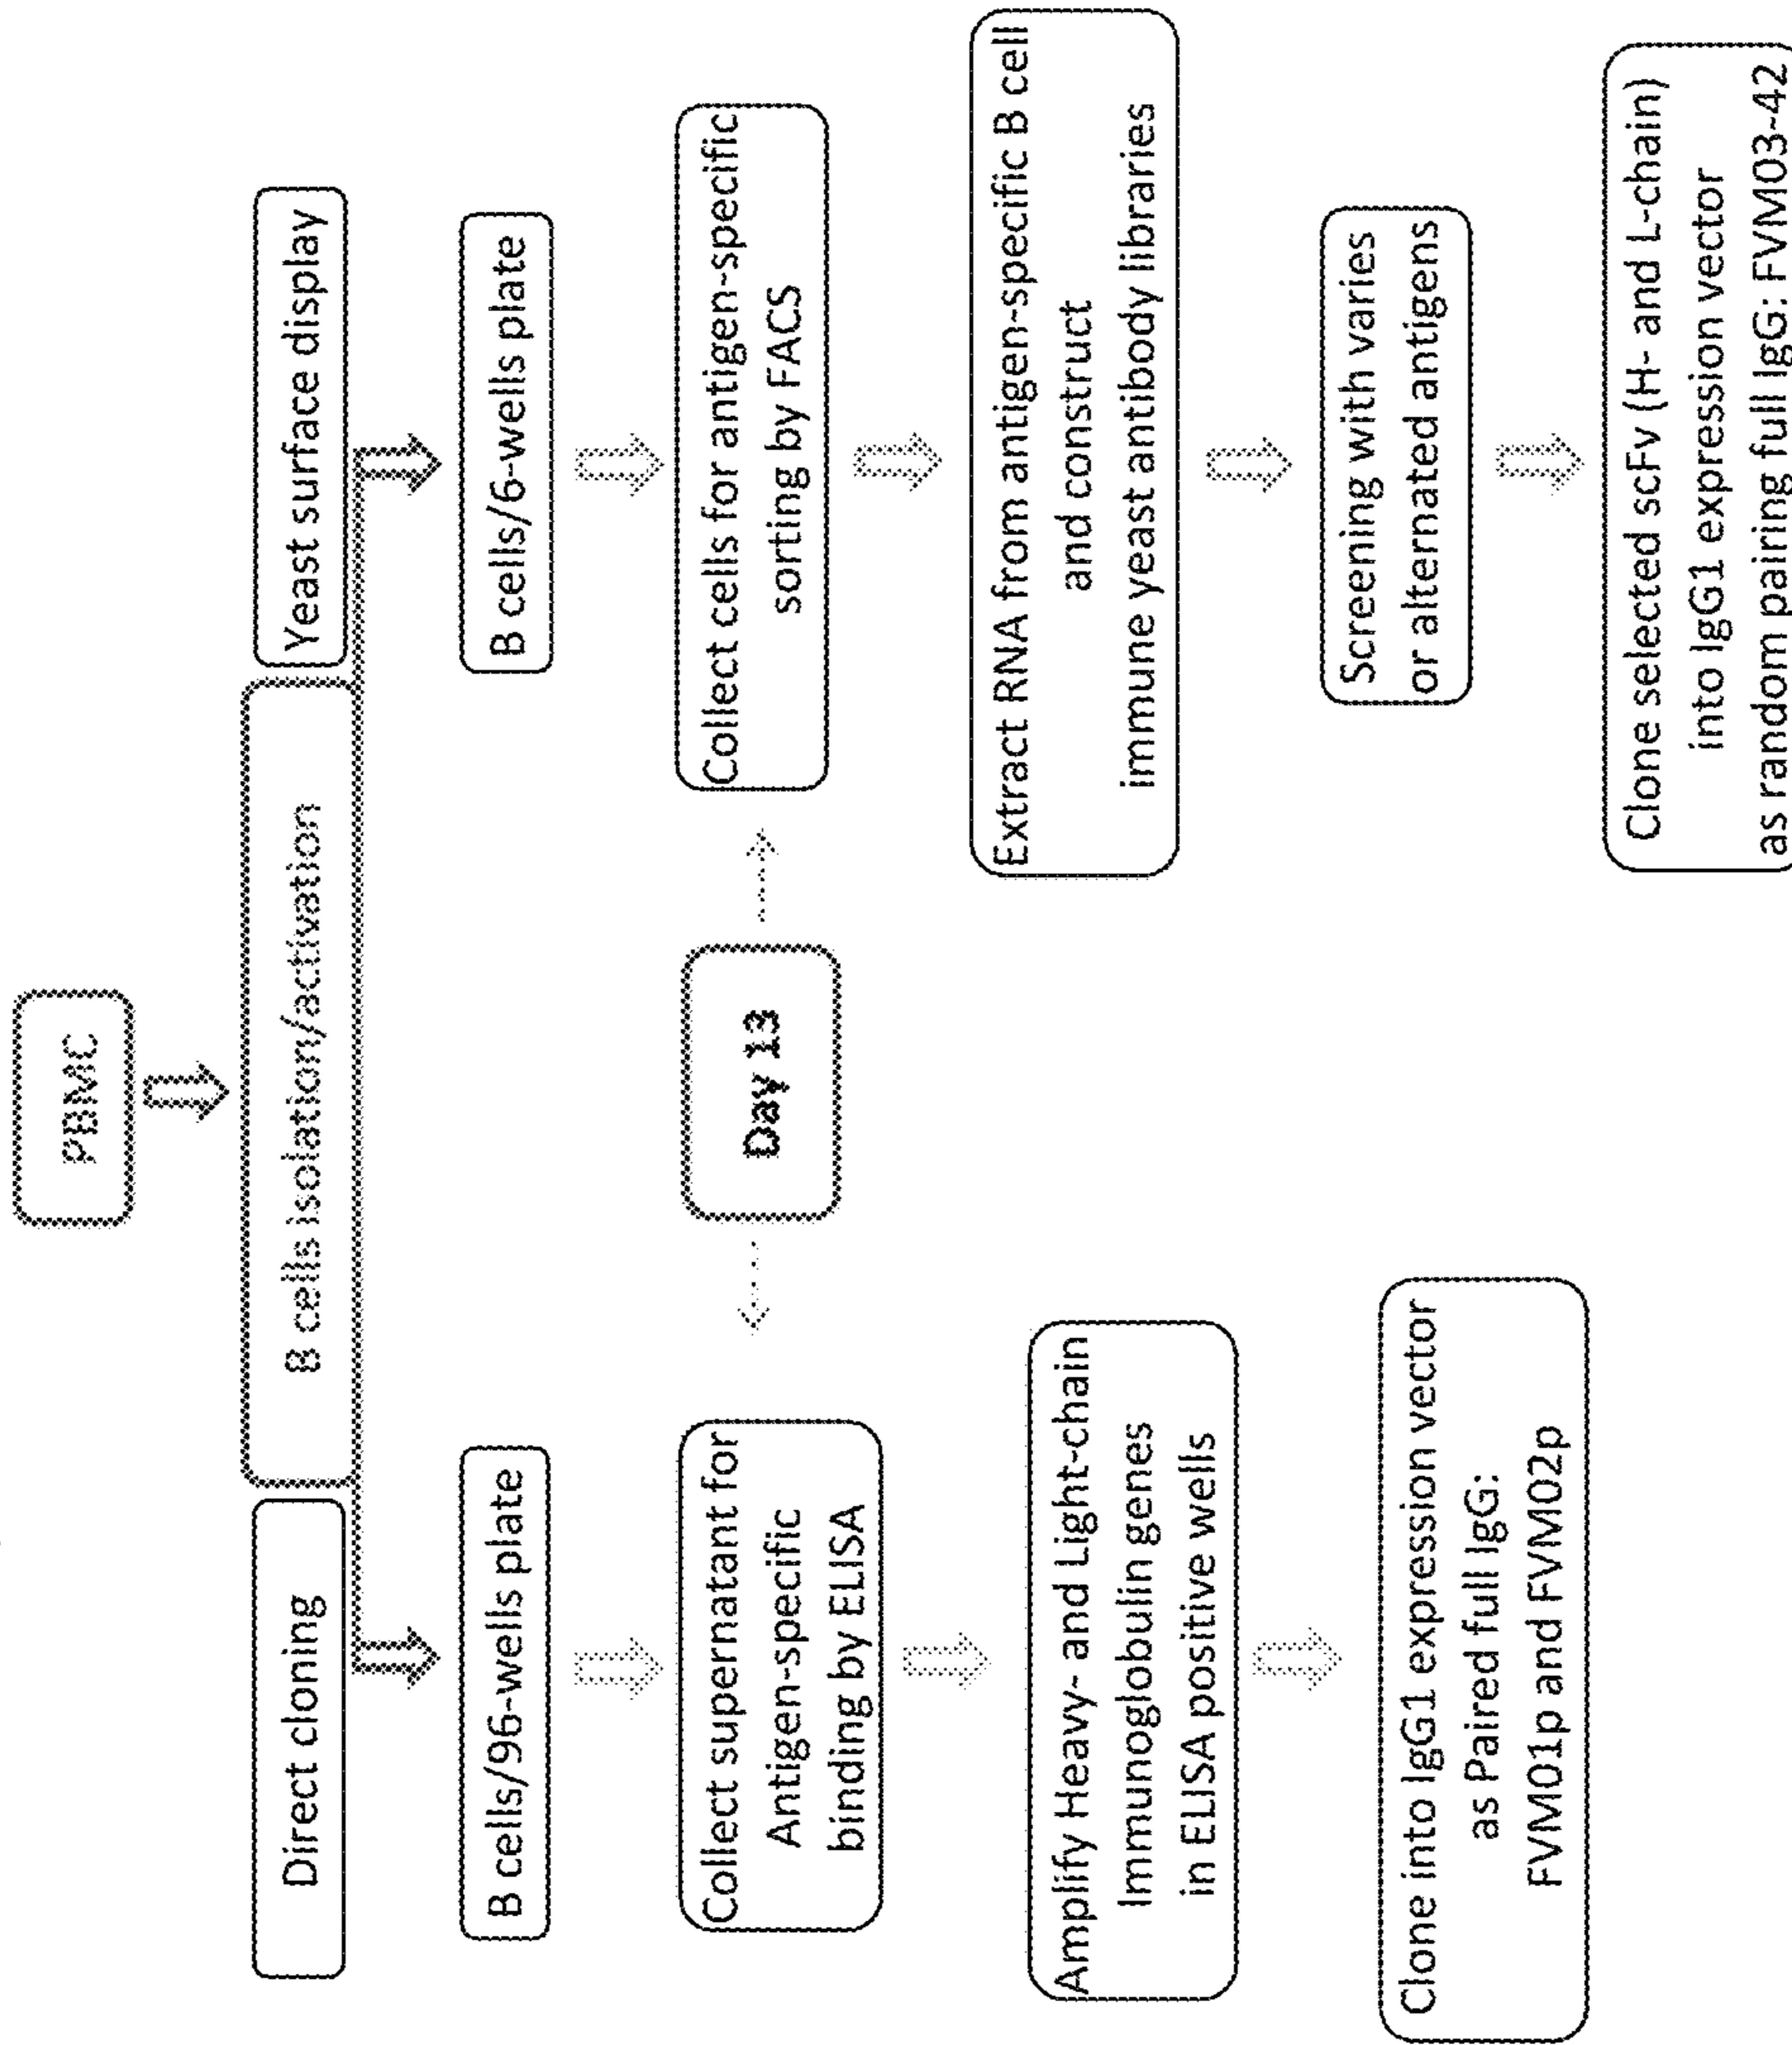 PBMC
B cells isolation/activation
Direct cloning
Yeast surface display
B cells/96-wells plate
B cells/6-wells plate
Collect supernatant for
Antigen-specific
binding by ELISA
Day 13
Collect cells for antigen-specific
sorting by FACS
Amplify Heavy- and Light-chain
Immunoglobulin genes
in ELISA positive wells
Extract RNA from antigen-specific B cell
and construct
immune yeast antibody libraries
Screening with varies
or alternated antigens
Clone into IgG1 expression vector
as Paired full IgG:
FVM01p and FVM02p
Clone selected scFv (H- and L-chain)
into IgG1 expression vector
as random pairing full IgG: FVM03-42